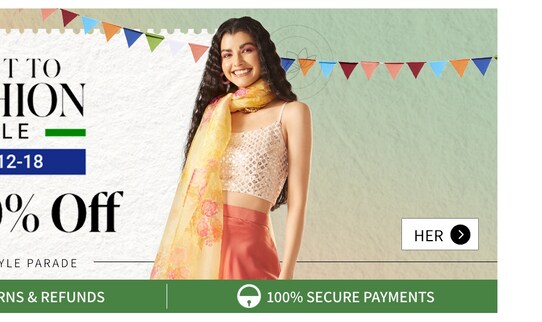 T TO
HION
LE
12-18
% Off
YLE PARADE
HER
RNS & REFUNDS
100% SECURE PAYMENTS